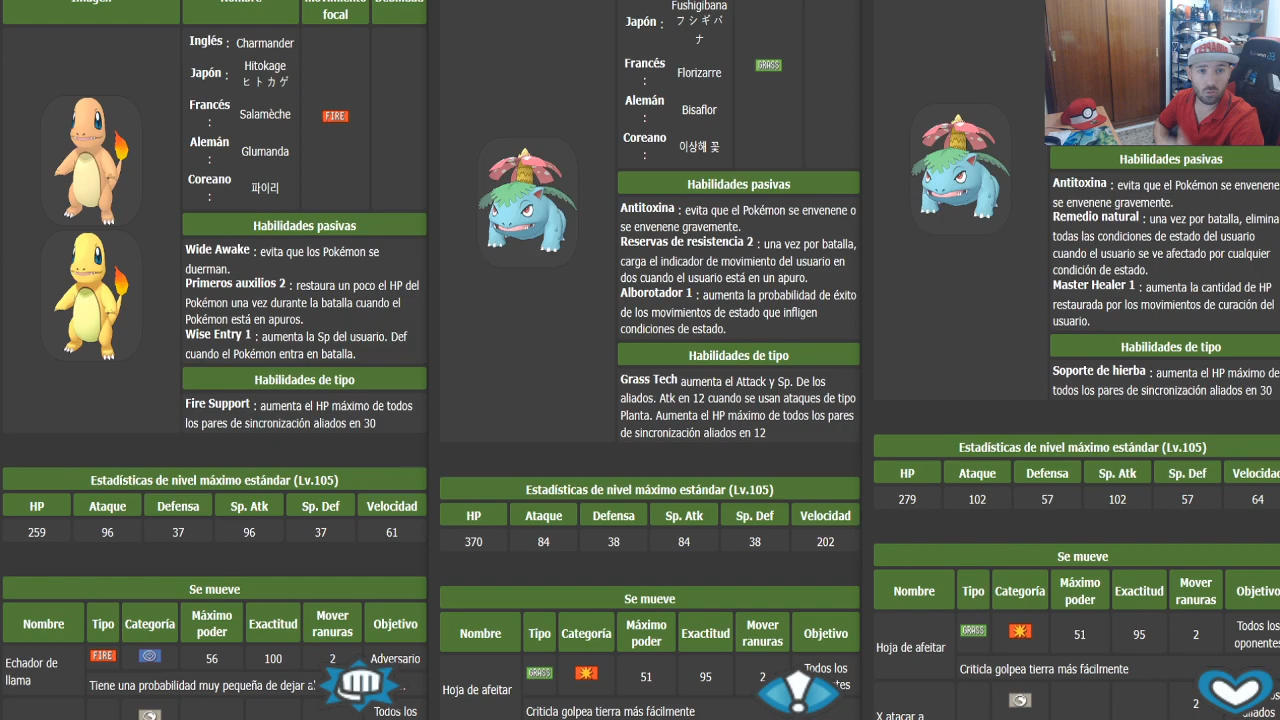 Imagen
Nombre
Movimiento
focal
Debilidad
Inglés :
Charmander
Japón :
Hitokage
ヒトカゲ
Francés
:
Salamèche
Alemán
:
Glumanda
Coreano
:
파이리
FIRE
Habilidades pasivas
Wide Awake : evita que los Pokémon se
duerman.
Primeros auxilios 2 : restaura un poco el HP del
Pokémon una vez durante la batalla cuando el
Pokémon está en apuros.
Wise Entry 1 : aumenta la Sp del usuario. Def
cuando el Pokémon entra en batalla.
Habilidades de tipo
Fire Support : aumenta el HP máximo de todos
los pares de sincronización aliados en 30
Estadísticas de nivel máximo estándar (Lv.105)
HP Ataque Defensa Sp. Atk Sp. Def Velocidad
259 96 37 96 37 61
Se mueve
Nombre Tipo Categoría Máximo poder Exactitud Mover ranuras Objetivo
Echador de
llama
FIRE 56 100 2 Adversario
Tiene una probabilidad muy pequeña de dejar
Todos los
Japón :
Fushigibana
フシギバ
ナ
Francés
:
Florizarre
Alemán
:
Bisaflor
Coreano
:
이상해 꽃
GRASS
Habilidades pasivas
Antitoxina : evita que el Pokémon se envenene o
se envenene gravemente.
Reservas de resistencia 2 : una vez por batalla,
carga el indicador de movimiento del usuario en
dos cuando el usuario está en un apuro.
Alborotador 1 : aumenta la probabilidad de éxito
de los movimientos de estado que infligen
condiciones de estado.
Habilidades de tipo
Grass Tech aumenta el Attack y Sp. De los
aliados. Atk en 12 cuando se usan ataques de tipo
Planta. Aumenta el HP máximo de todos los pares
de sincronización aliados en 12
Estadísticas de nivel máximo estándar (Lv.105)
HP Ataque Defensa Sp. Atk Sp. Def Velocidad
370 84 38 84 38 202
Se mueve
Nombre Tipo Categoría Máximo poder Exactitud Mover ranuras Objetivo
Hoja de afeitar
GRASS 51 95 2 Todos los
Criticla golpea tierra más fácilmente
Habilidades pasivas
Antitoxina : evita que el Pokémon se envenene
se envenene gravemente.
Remedio natural : una vez por batalla, elimina
todas las condiciones de estado del usuario
cuando el usuario se ve afectado por cualquier
condición de estado.
Master Healer 1 : aumenta la cantidad de HP
restaurada por los movimientos de curación del
usuario.
Habilidades de tipo
Soporte de hierba : aumenta el HP máximo de
todos los pares de sincronización aliados en 30
Estadísticas de nivel máximo estándar (Lv.105)
HP Ataque Defensa Sp. Atk Sp. Def Velocidad
279 102 57 102 57 64
Se mueve
Nombre Tipo Categoría Máximo poder Exactitud Mover ranuras Objetivo
Hoja de afeitar
GRASS 51 95 2 Todos los
oponentes
Criticla golpea tierra más fácilmente
X atacar a
2